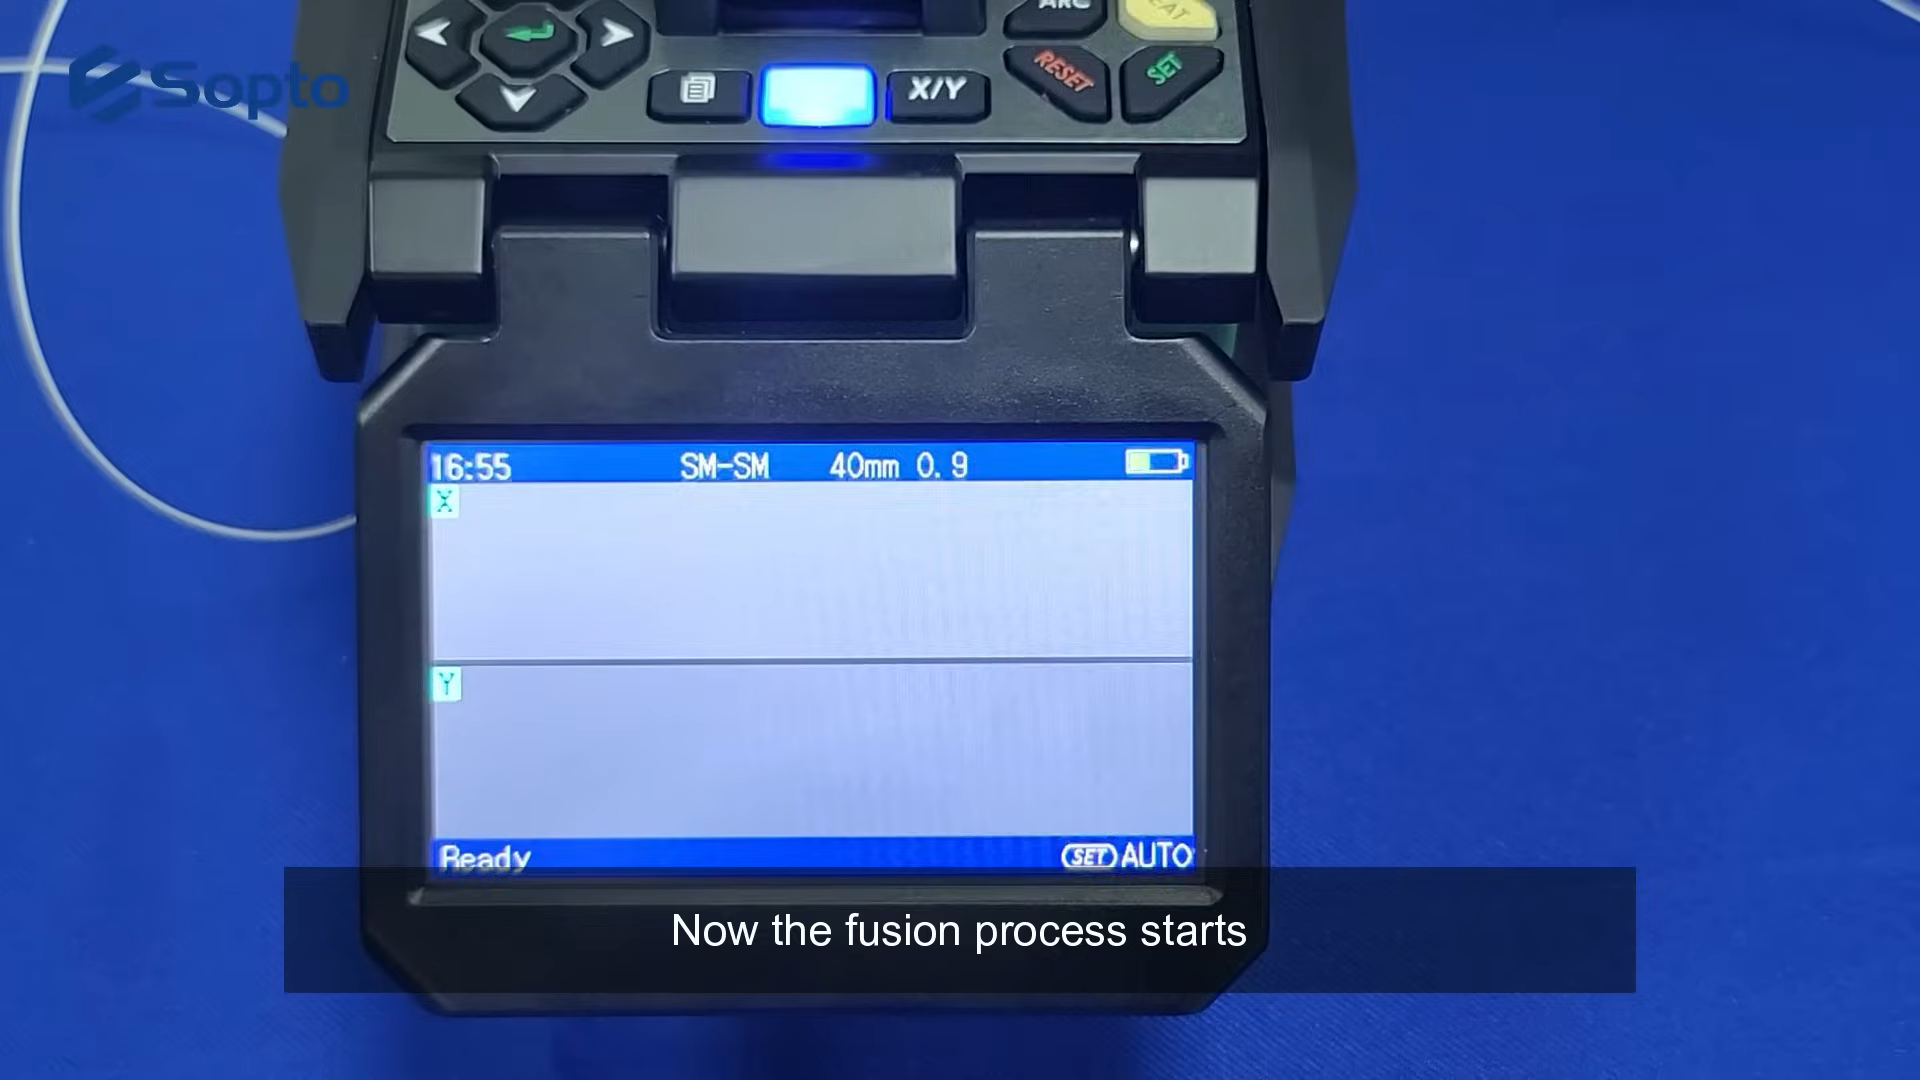 ARC
Sopto
X/Y
RESET
SET
16:55 SM-SM 40mm 0.9
X
Y
Ready SET AUTO
Now the fusion process starts